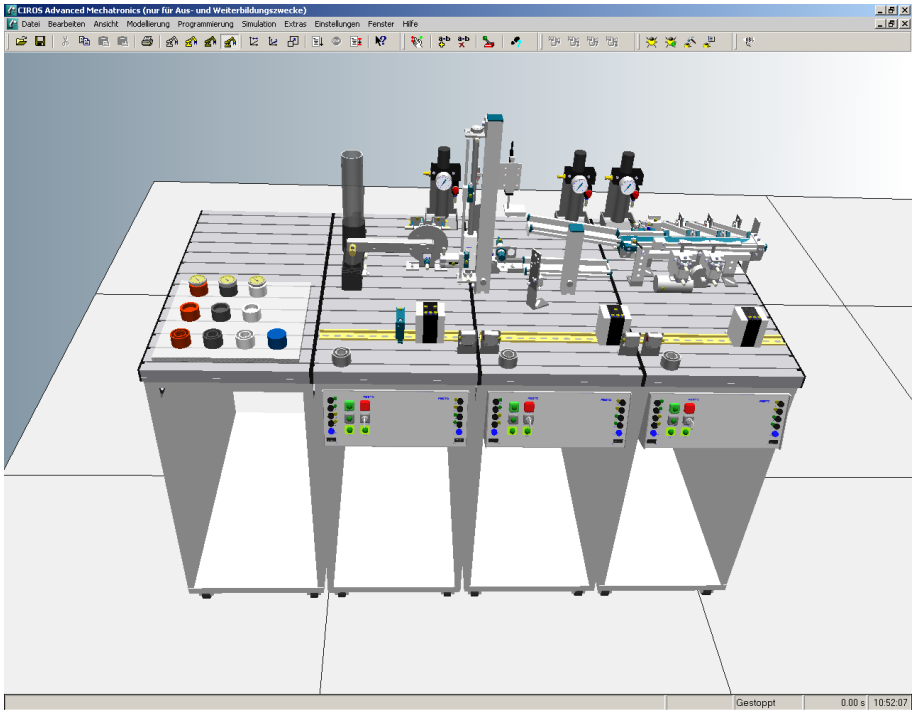 CIROS Advanced Mechatronics (nur für Aus- und Weiterbildungszwecke)
Datei Bearbeiten Ansicht Modellierung Programmierung Simulation Extras Einstellungen Fenster Hilfe
Gestoppt 0.00 s 10:52:07